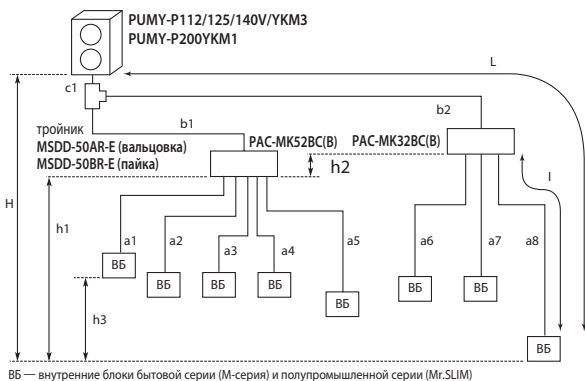 PUMY-P112/125/140V/YKM3
PUMY-P200YKM1
L
c1
b1
b2
тройник
MSDD-50AR-E (вальцовка)
MSDD-50BR-E (пайка)
PAC-MK52BC(B)
PAC-MK32BC(B)
h2
l
H
h1
a1
a2
a3
a4
a5
a6
a7
a8
ВБ
ВБ
ВБ
ВБ
ВБ
ВБ
ВБ
h3
ВБ
ВБ — внутренние блоки бытовой серии (М-серия) и полупромышленной серии (Mr.SLIM)